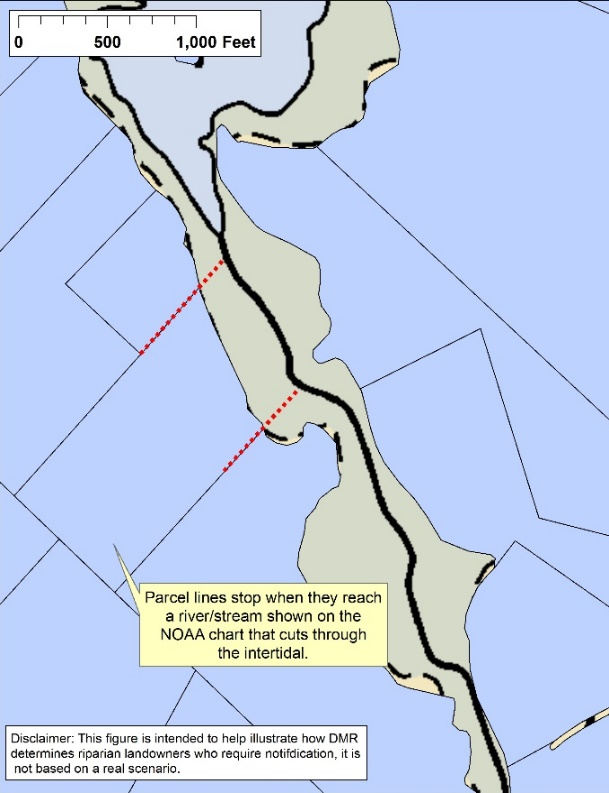 0 500 1,000 Feet
Parcel lines stop when they reach
a river/stream shown on the
NOAA chart that cuts through
the intertidal.
Disclaimer: This figure is intended to help illustrate how DMR
determines riparian landowners who require notifdication, it is
not based on a real scenario.